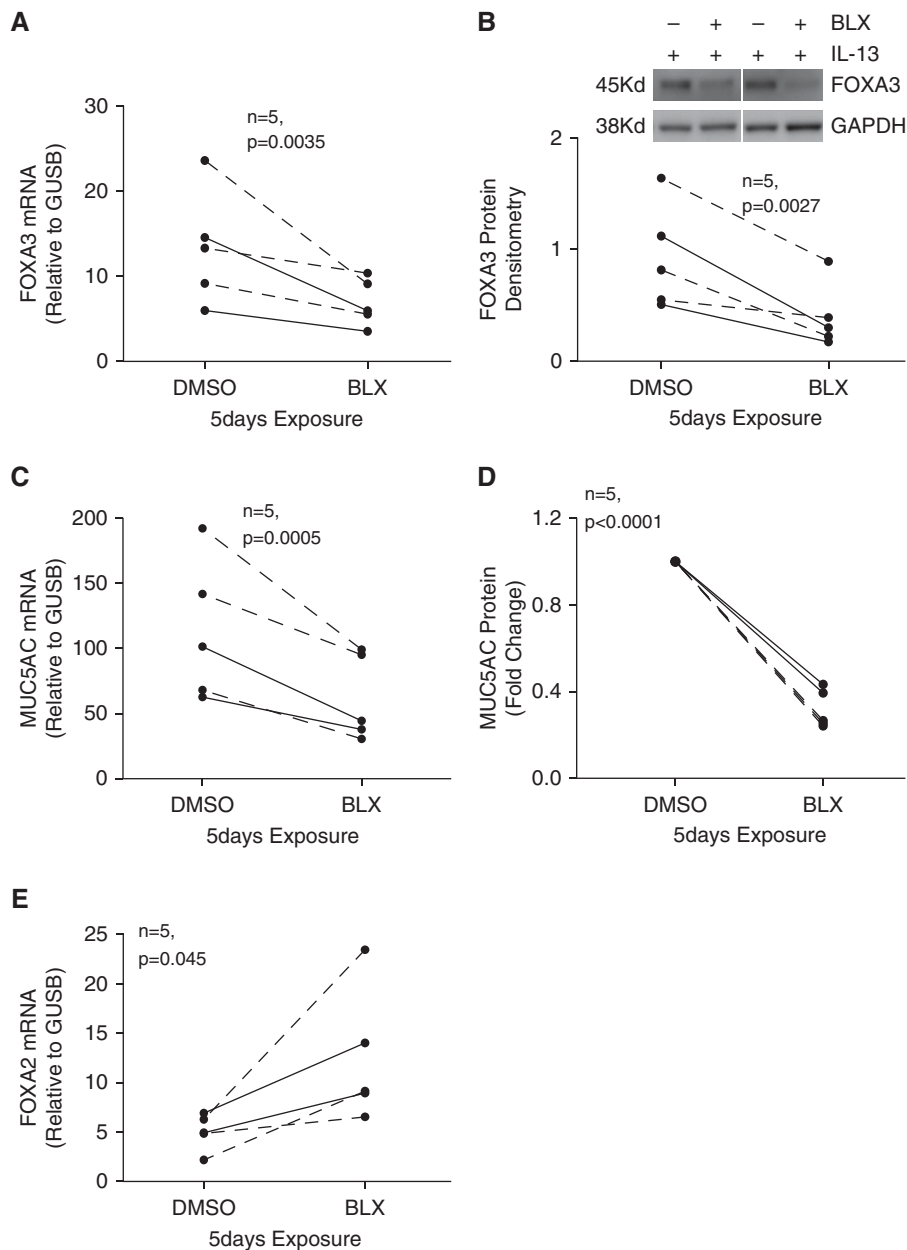 A
30
20
10
0
FOXA3 mRNA
(Relative to GUSB)
n=5,
p=0.0035
DMSO BLX
5days Exposure
B
– + – + BLX
+ + + + IL-13
45Kd FOXA3
38Kd GAPDH
2
1
0
FOXA3 Protein
Densitometry
n=5,
p=0.0027
DMSO BLX
5days Exposure
C
200
150
100
50
0
MUC5AC mRNA
(Relative to GUSB)
n=5,
p=0.0005
DMSO BLX
5days Exposure
D
n=5,
p<0.0001
1.2
0.8
0.4
0.0
MUC5AC Protein
(Fold Change)
DMSO BLX
5days Exposure
E
25
20
15
10
5
0
FOXA2 mRNA
(Relative to GUSB)
n=5,
p=0.045
DMSO BLX
5days Exposure